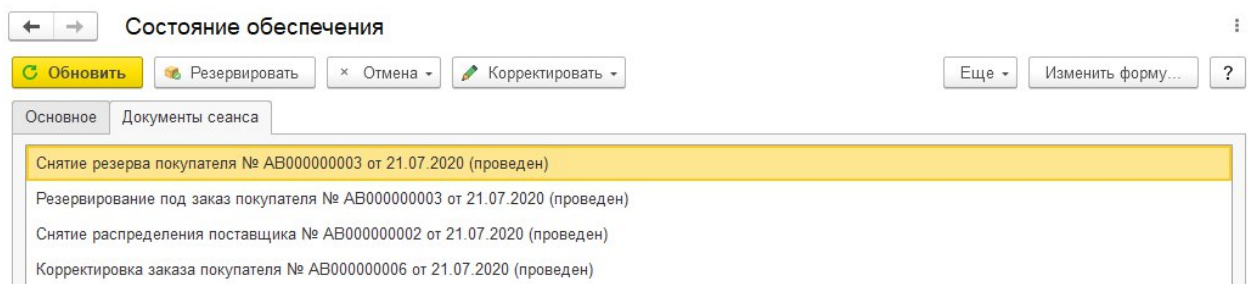 Состояние обеспечения
Обновить Резервировать × Отмена Корректировать Еще Изменить форму... ?
Основное Документы сеанса
Снятие резерва покупателя № АВ000000003 от 21.07.2020 (проведен)
Резервирование под заказ покупателя № АВ000000003 от 21.07.2020 (проведен)
Снятие распределения поставщика № АВ000000002 от 21.07.2020 (проведен)
Корректировка заказа покупателя № АВ000000006 от 21.07.2020 (проведен)